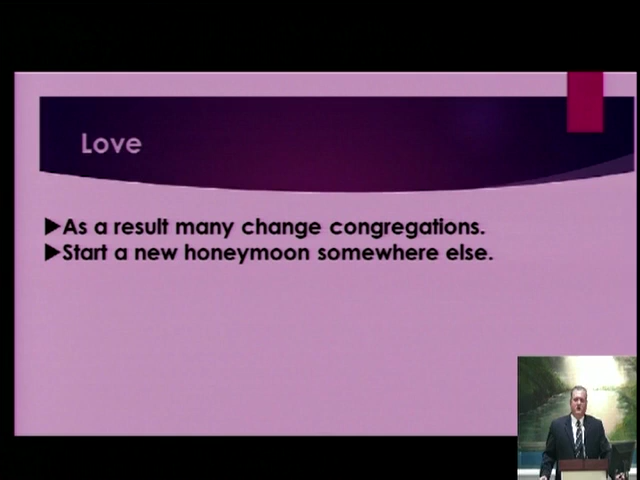 Love
▶As a result many change congregations.
▶Start a new honeymoon somewhere else.